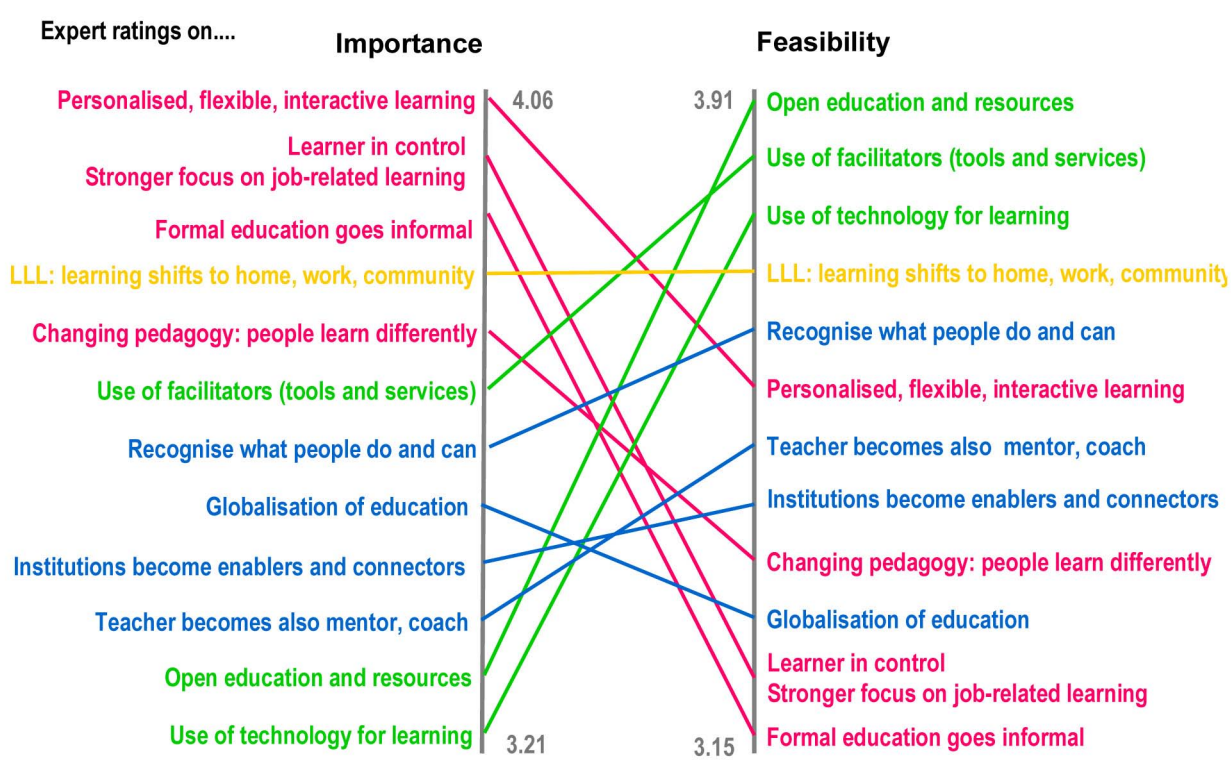 Expert ratings on....
Importance
Feasibility
Personalised, flexible, interactive learning
Learner in control
Stronger focus on job-related learning
Formal education goes informal
LLL: learning shifts to home, work, community
Changing pedagogy: people learn differently
Use of facilitators (tools and services)
Recognise what people do and can
Globalisation of education
Institutions become enablers and connectors
Teacher becomes also mentor, coach
Open education and resources
Use of technology for learning
4.06
3.21
3.91
3.15
Open education and resources
Use of facilitators (tools and services)
Use of technology for learning
LLL: learning shifts to home, work, community
Recognise what people do and can
Personalised, flexible, interactive learning
Teacher becomes also mentor, coach
Institutions become enablers and connectors
Changing pedagogy: people learn differently
Globalisation of education
Learner in control
Stronger focus on job-related learning
Formal education goes informal